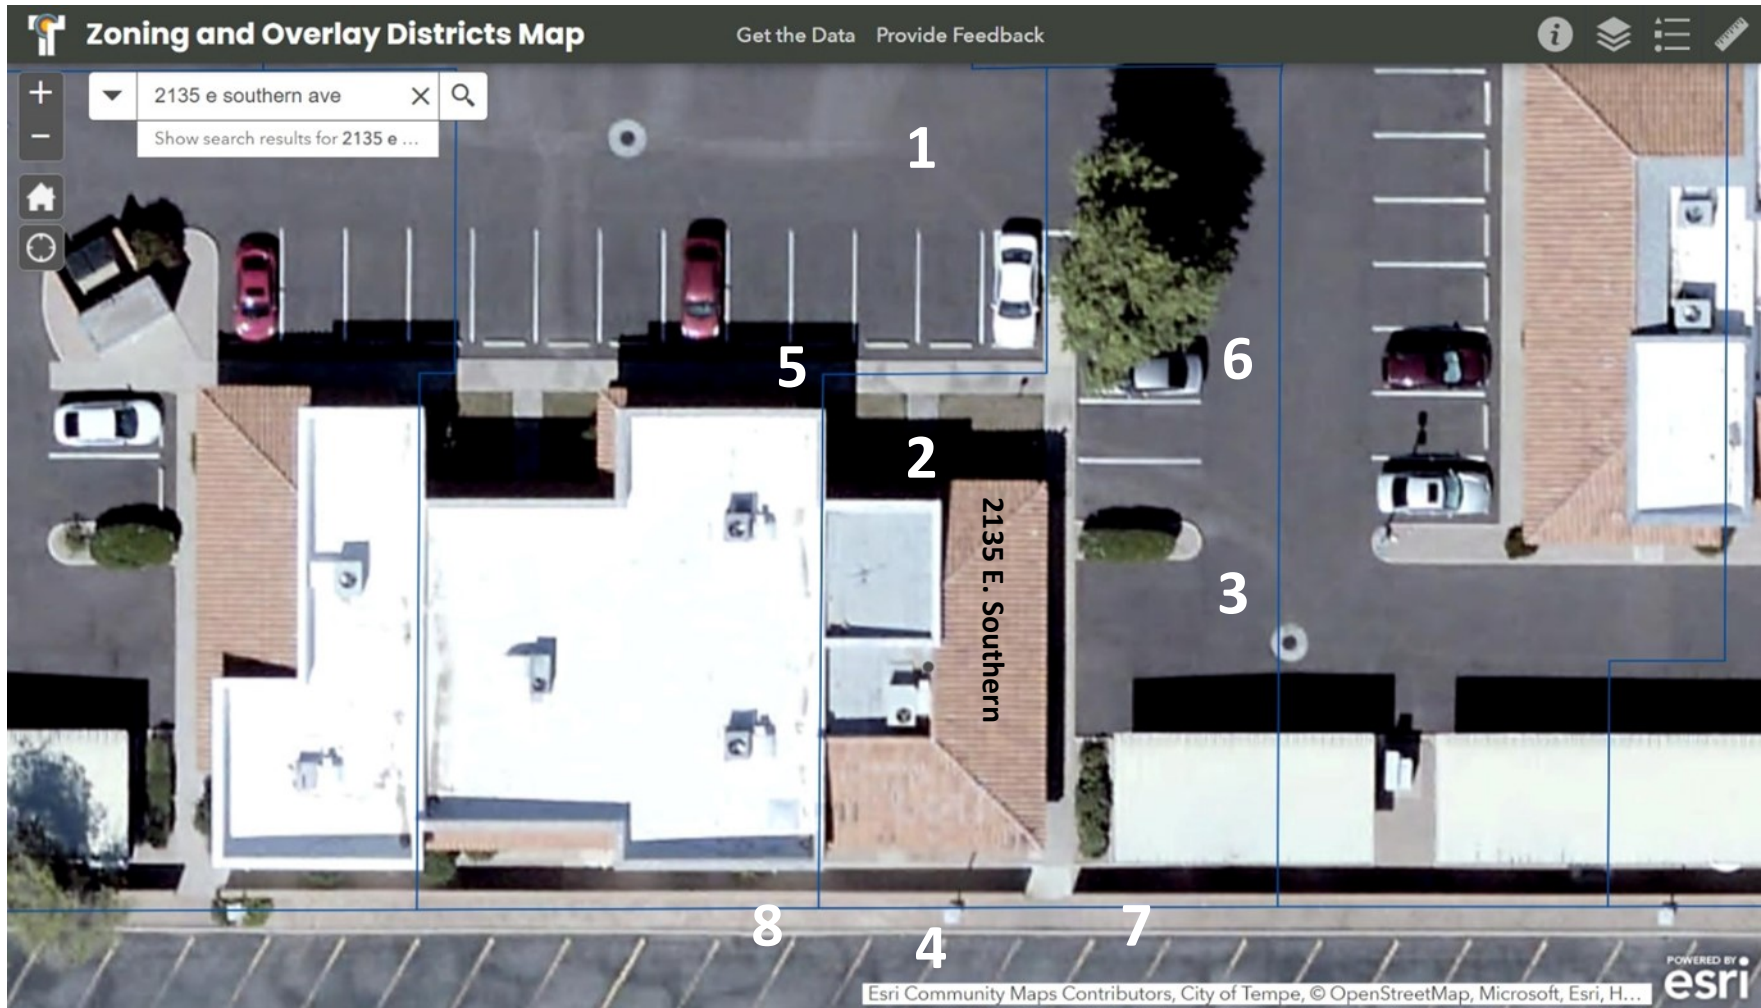 Zoning and Overlay Districts Map
Get the Data Provide Feedback
2135 e southern ave
Show search results for 2135 e ...
1
5
6
2
2135 E. Southern
3
8
7
4
POWERED BY
esri
Esri Community Maps Contributors, City of Tempe, © OpenStreetMap, Microsoft, Esri, H...